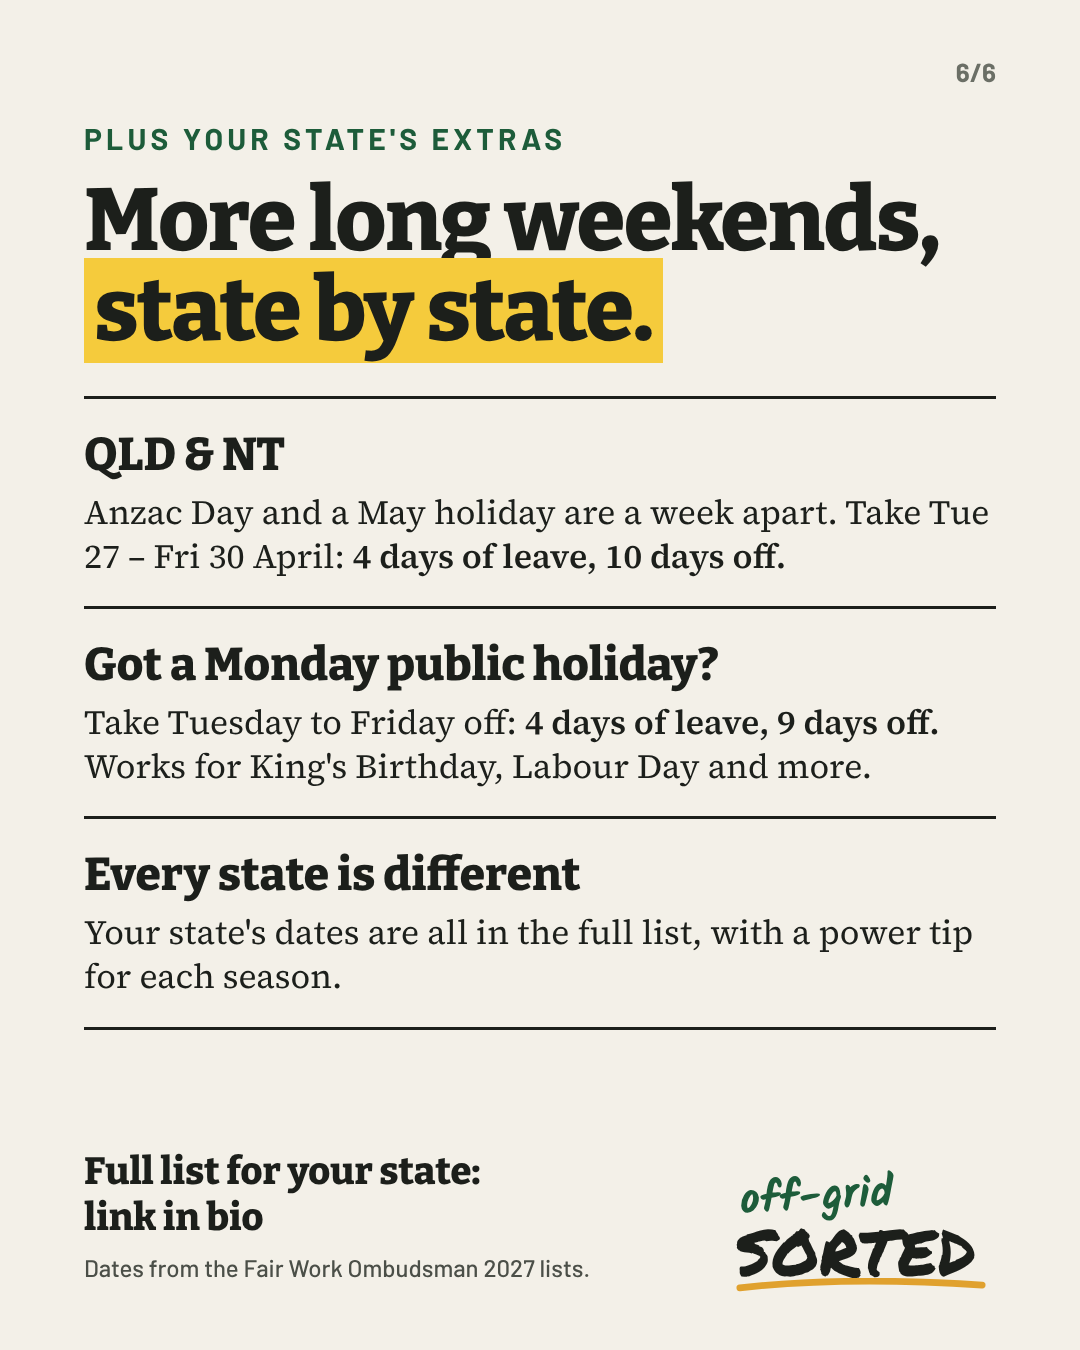 6/6
PLUS YOUR STATE'S EXTRAS
More long weekends,
state by state.
QLD & NT
Anzac Day and a May holiday are a week apart. Take Tue
27 – Fri 30 April: 4 days of leave, 10 days off.
Got a Monday public holiday?
Take Tuesday to Friday off: 4 days of leave, 9 days off.
Works for King's Birthday, Labour Day and more.
Every state is different
Your state's dates are all in the full list, with a power tip
for each season.
Full list for your state:
link in bio
Dates from the Fair Work Ombudsman 2027 lists.
off-grid
SORTED